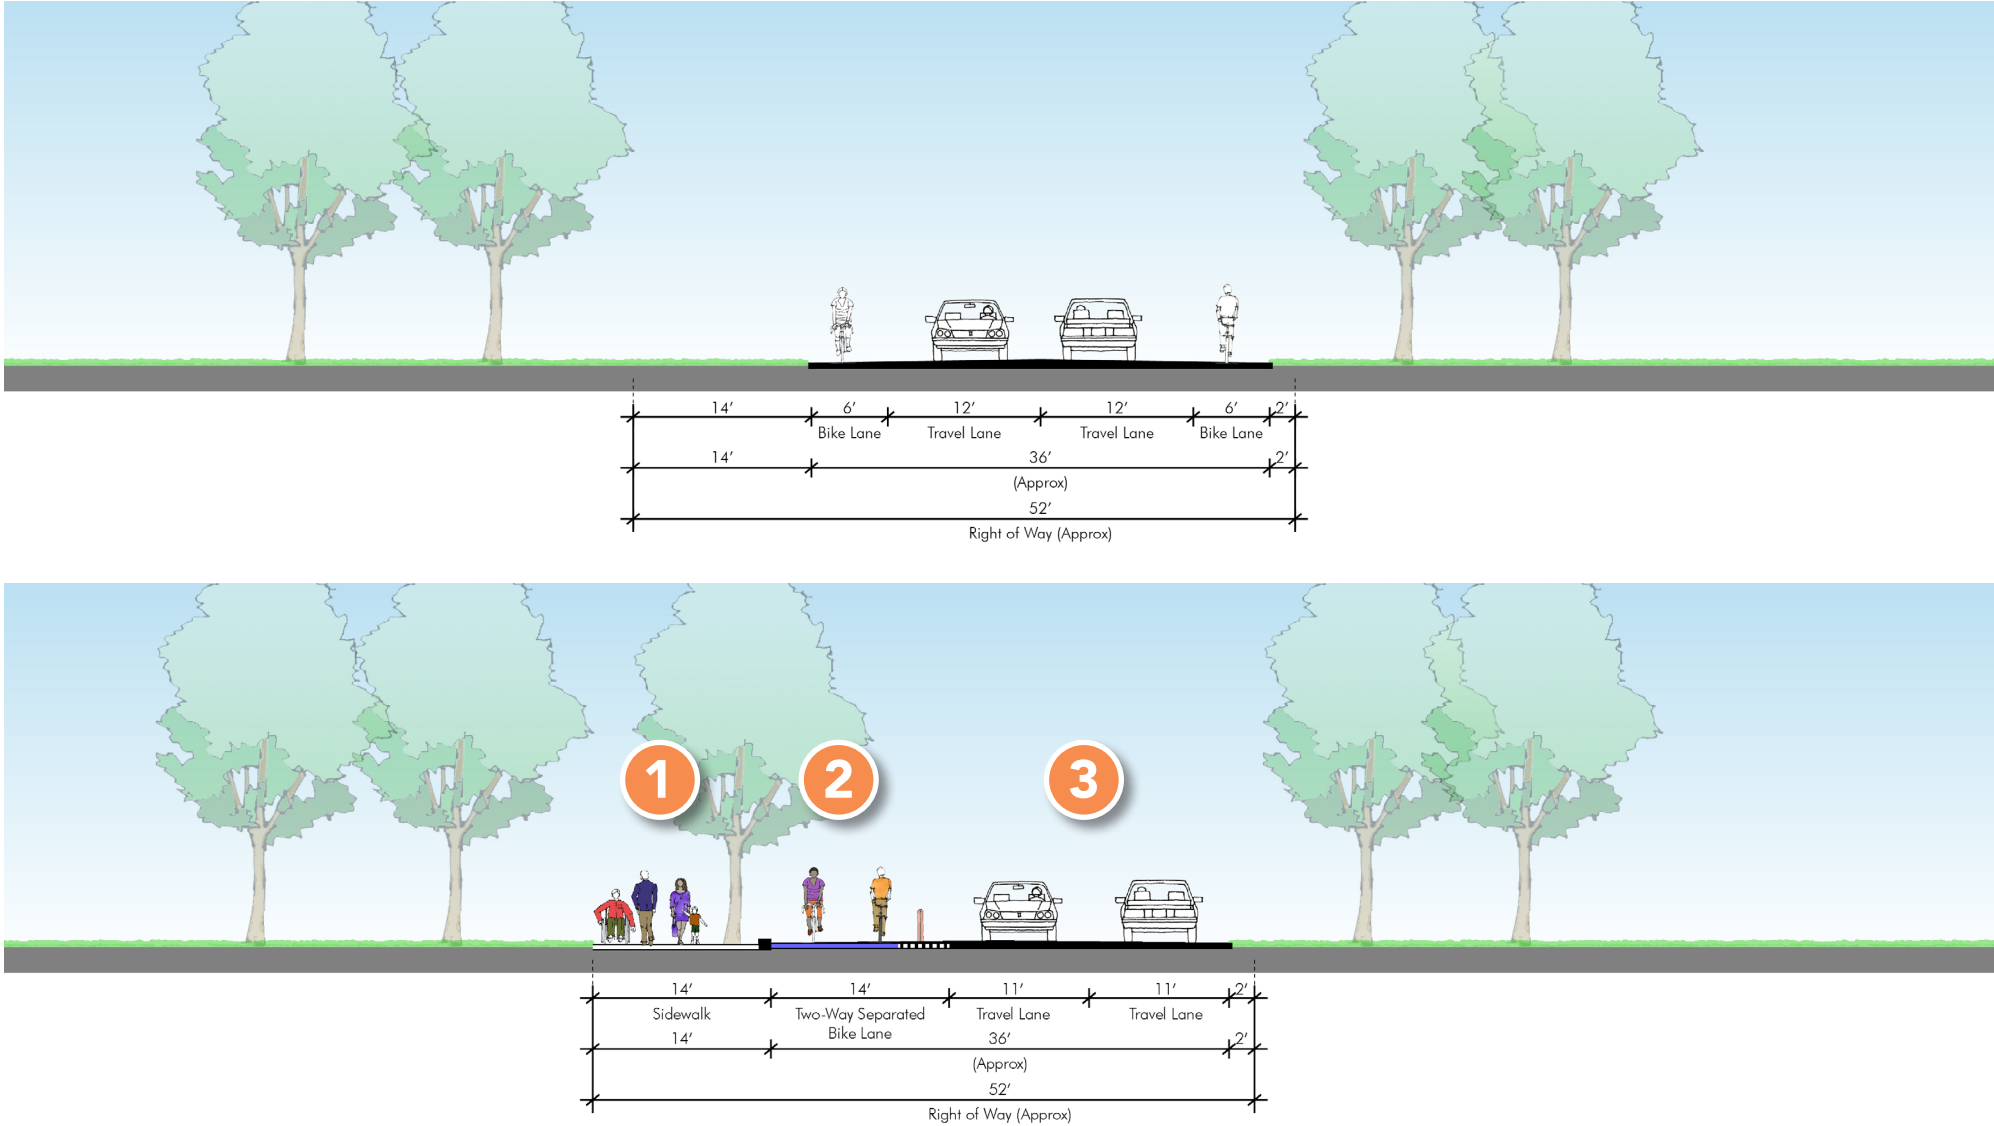 14′ 6′ 12′ 12′ 6′ 2′
Bike Lane Travel Lane Travel Lane Bike Lane
14′ 36′ 2′
(Approx)
52′
Right of Way (Approx)
1 2 3
14′ 14′ 11′ 11′ 2′
Sidewalk Two-Way Separated Travel Lane Travel Lane
Bike Lane
14′ 36′ 2′
(Approx)
52′
Right of Way (Approx)